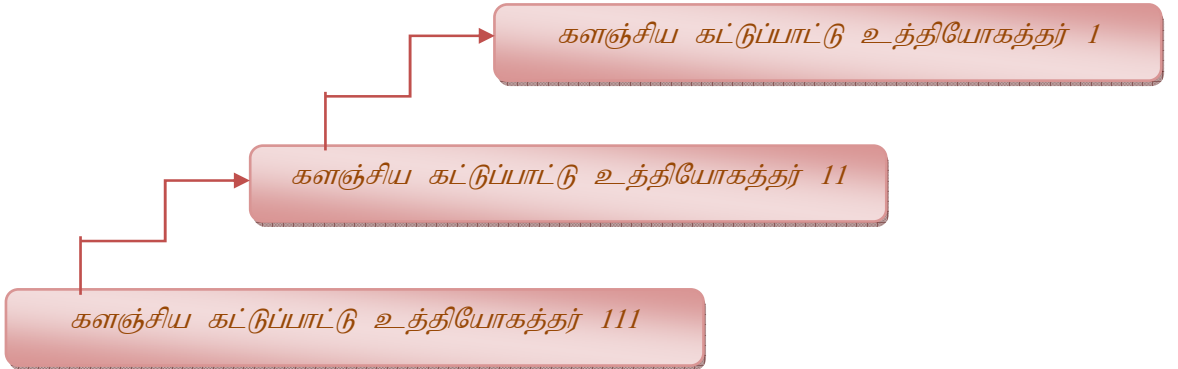 களஞ்சிய கட்டுப்பாட்டு உத்தியோகத்தர் 1
களஞ்சிய கட்டுப்பாட்டு உத்தியோகத்தர் 11
களஞ்சிய கட்டுப்பாட்டு உத்தியோகத்தர் 111